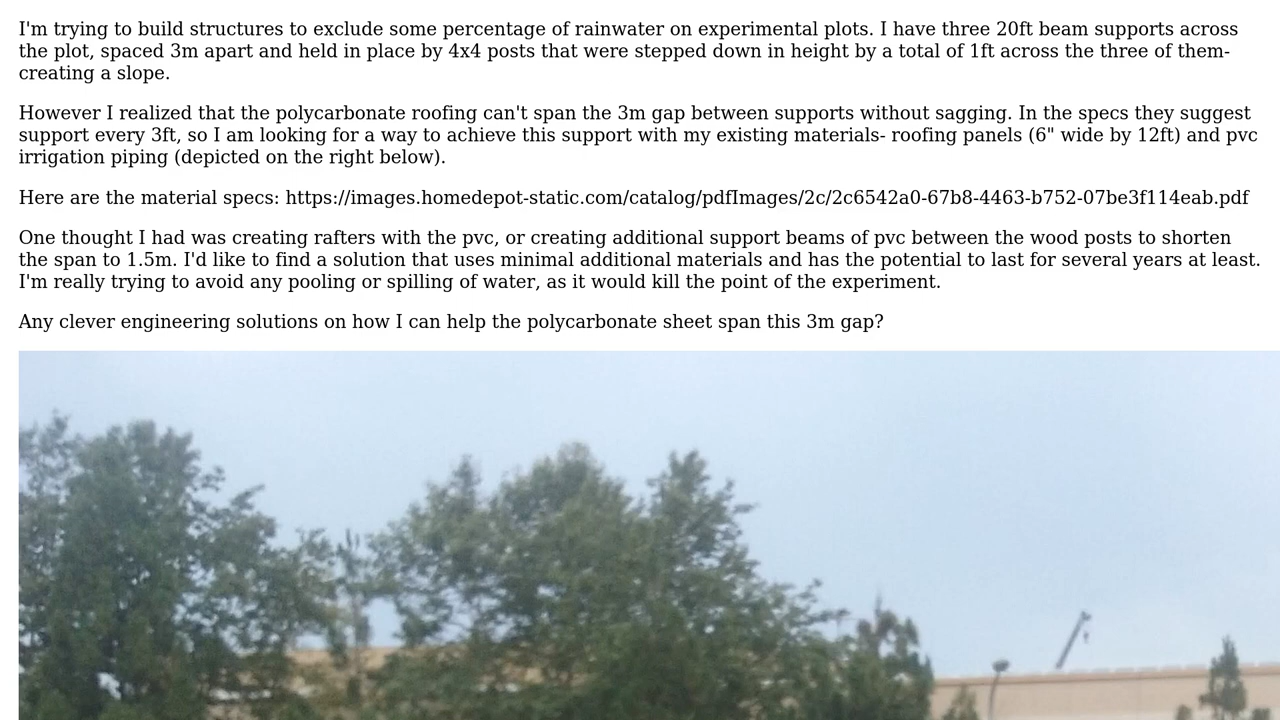 I'm trying to build structures to exclude some percentage of rainwater on experimental plots. I have three 20ft beam supports across
the plot, spaced 3m apart and held in place by 4x4 posts that were stepped down in height by a total of 1ft across the three of them-
creating a slope.
However I realized that the polycarbonate roofing can't span the 3m gap between supports without sagging. In the specs they suggest
support every 3ft, so I am looking for a way to achieve this support with my existing materials- roofing panels (6" wide by 12ft) and pvc
irrigation piping (depicted on the right below).
Here are the material specs: https://images.homedepot-static.com/catalog/pdfImages/2c/2c6542a0-67b8-4463-b752-07be3f114eab.pdf
One thought I had was creating rafters with the pvc, or creating additional support beams of pvc between the wood posts to shorten
the span to 1.5m. I'd like to find a solution that uses minimal additional materials and has the potential to last for several years at least.
I'm really trying to avoid any pooling or spilling of water, as it would kill the point of the experiment.
Any clever engineering solutions on how I can help the polycarbonate sheet span this 3m gap?